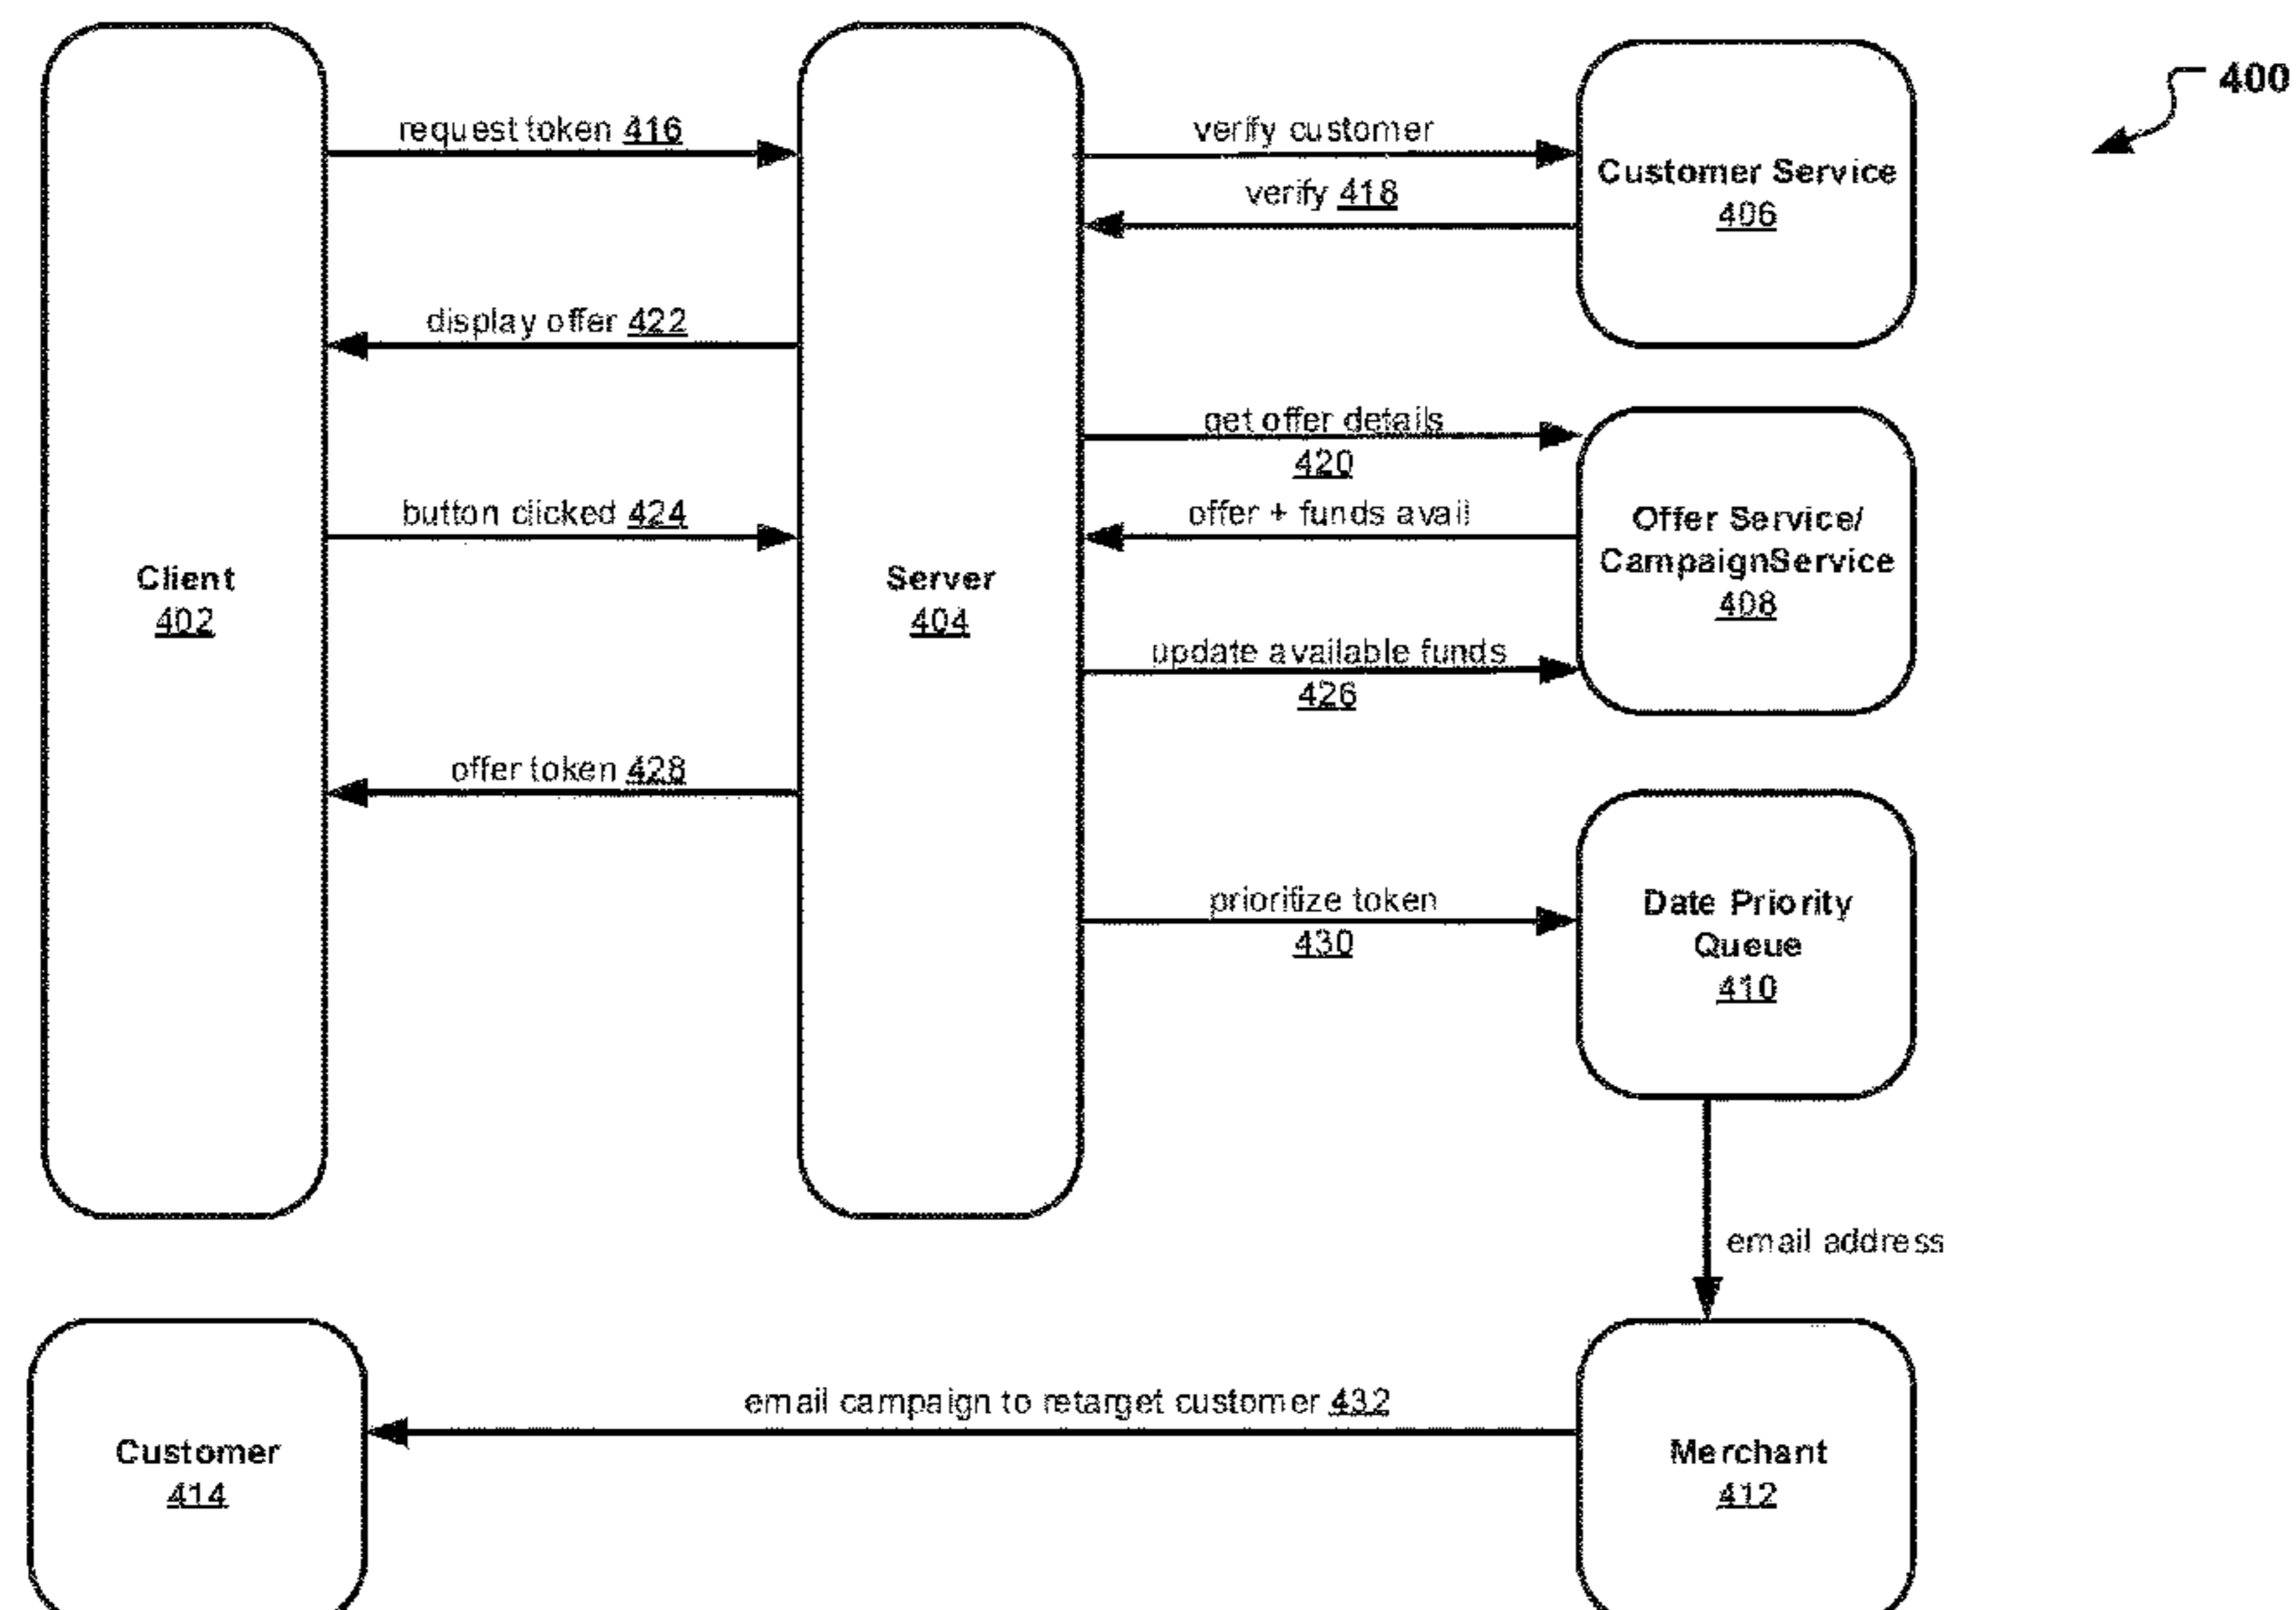 400
request token 416
verify customer
Customer Service
406
verify 418
display offer 422
get offer details
420
button clicked 424
offer + funds avail
Offer Service/
CampaignService
408
Client
402
Server
404
update available funds
426
offer token 428
prioritize token
430
Date Priority
Queue
410
email address
email campaign to retarget customer 432
Customer
414
Merchant
412